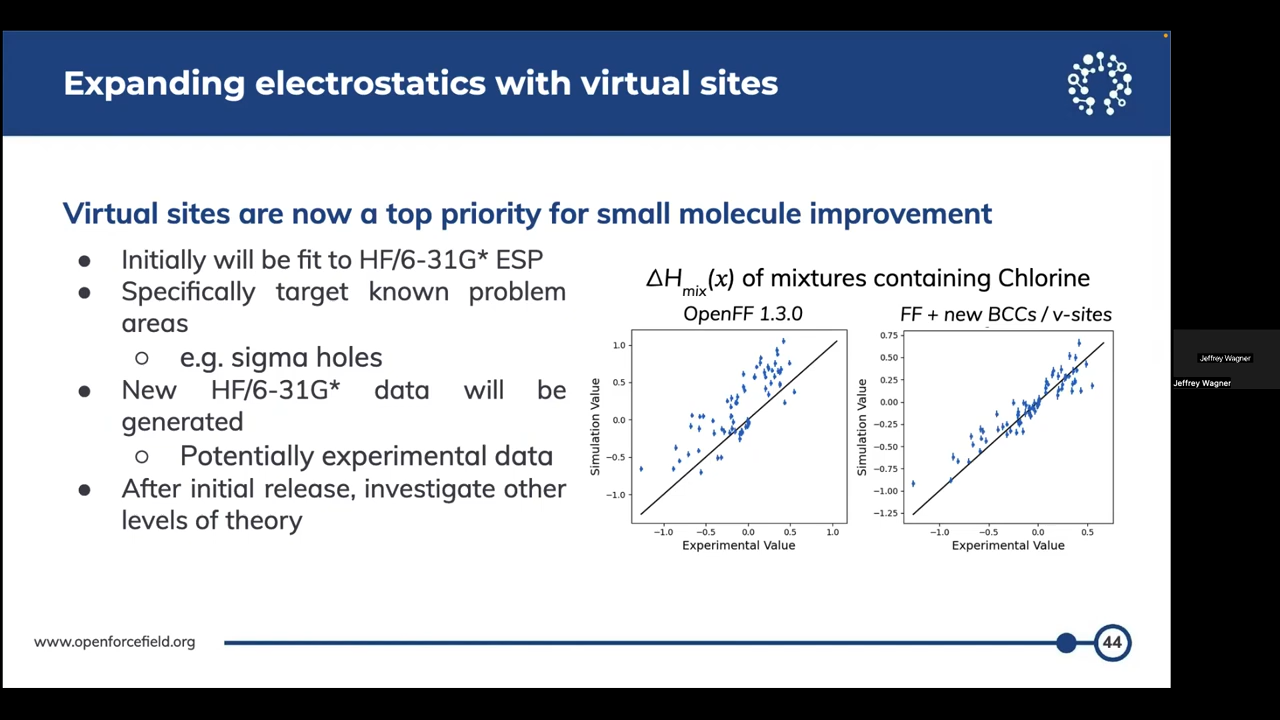 Expanding electrostatics with virtual sites
Virtual sites are now a top priority for small molecule improvement
● Initially will be fit to HF/6-31G* ESP
● Specifically target known problem
areas
○ e.g. sigma holes
● New HF/6-31G* data will be
generated
○ Potentially experimental data
● After initial release, investigate other
levels of theory
ΔHmix(x) of mixtures containing Chlorine
OpenFF 1.3.0
1.0
0.5
0.0
−0.5
−1.0
Simulation Value
−1.0 −0.5 0.0 0.5 1.0
Experimental Value
FF + new BCCs / v-sites
0.75
0.50
0.25
0.00
−0.25
−0.50
−0.75
−1.00
−1.25
Simulation Value
−1.0 −0.5 0.0 0.5
Experimental Value
Jeffrey Wagner
Jeffrey Wagner
www.openforcefield.org
44